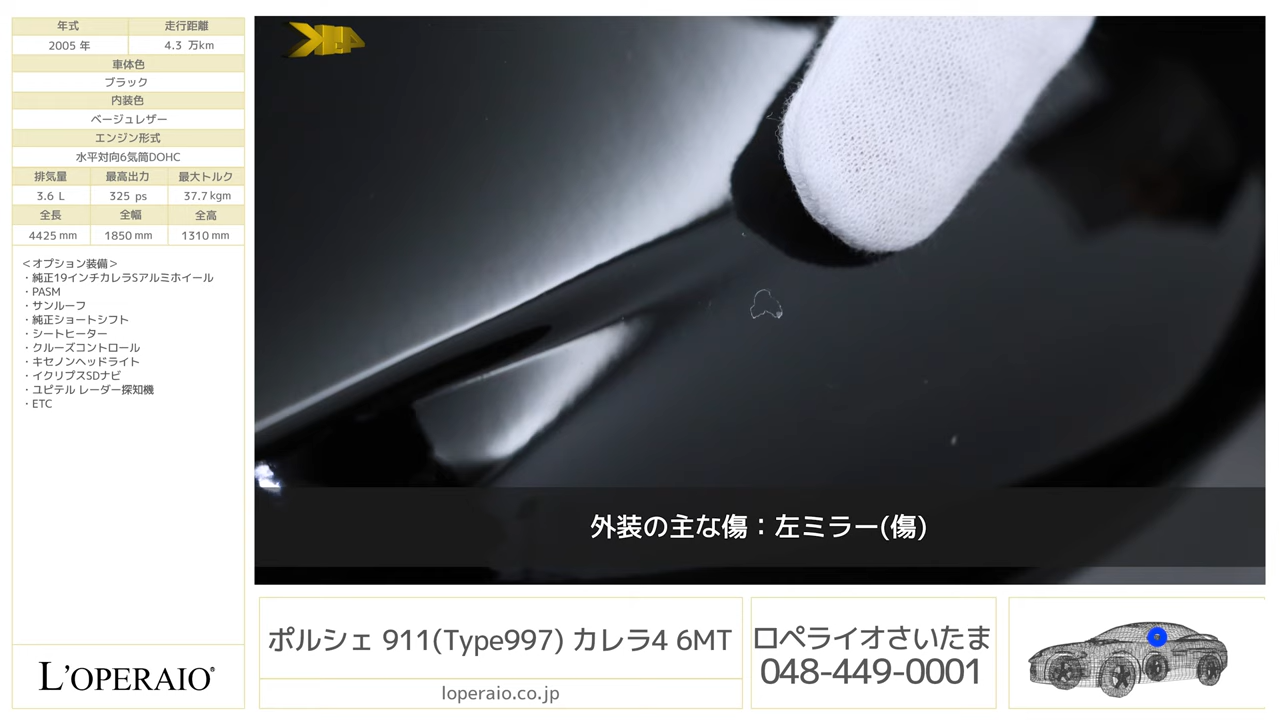 年式 走行距離
2005 年 4.3 万km
車体色
ブラック
内装色
ベージュレザー
エンジン形式
水平対向6気筒DOHC
排気量 最高出力 最大トルク
3.6 L 325 ps 37.7 kgm
全長 全幅 全高
4425 mm 1850 mm 1310 mm
＜オプション装備＞
・純正19インチカレラSアルミホイール
・PASM
・サンルーフ
・純正ショートシフト
・シートヒーター
・クルーズコントロール
・キセノンヘッドライト
・イクリプスSDナビ
・ユピテル レーダー探知機
・ETC
L'OPERAIO®
外装の主な傷：左ミラー(傷)
ポルシェ 911(Type997) カレラ4 6MT
loperaio.co.jp
ロペライオさいたま
048-449-0001